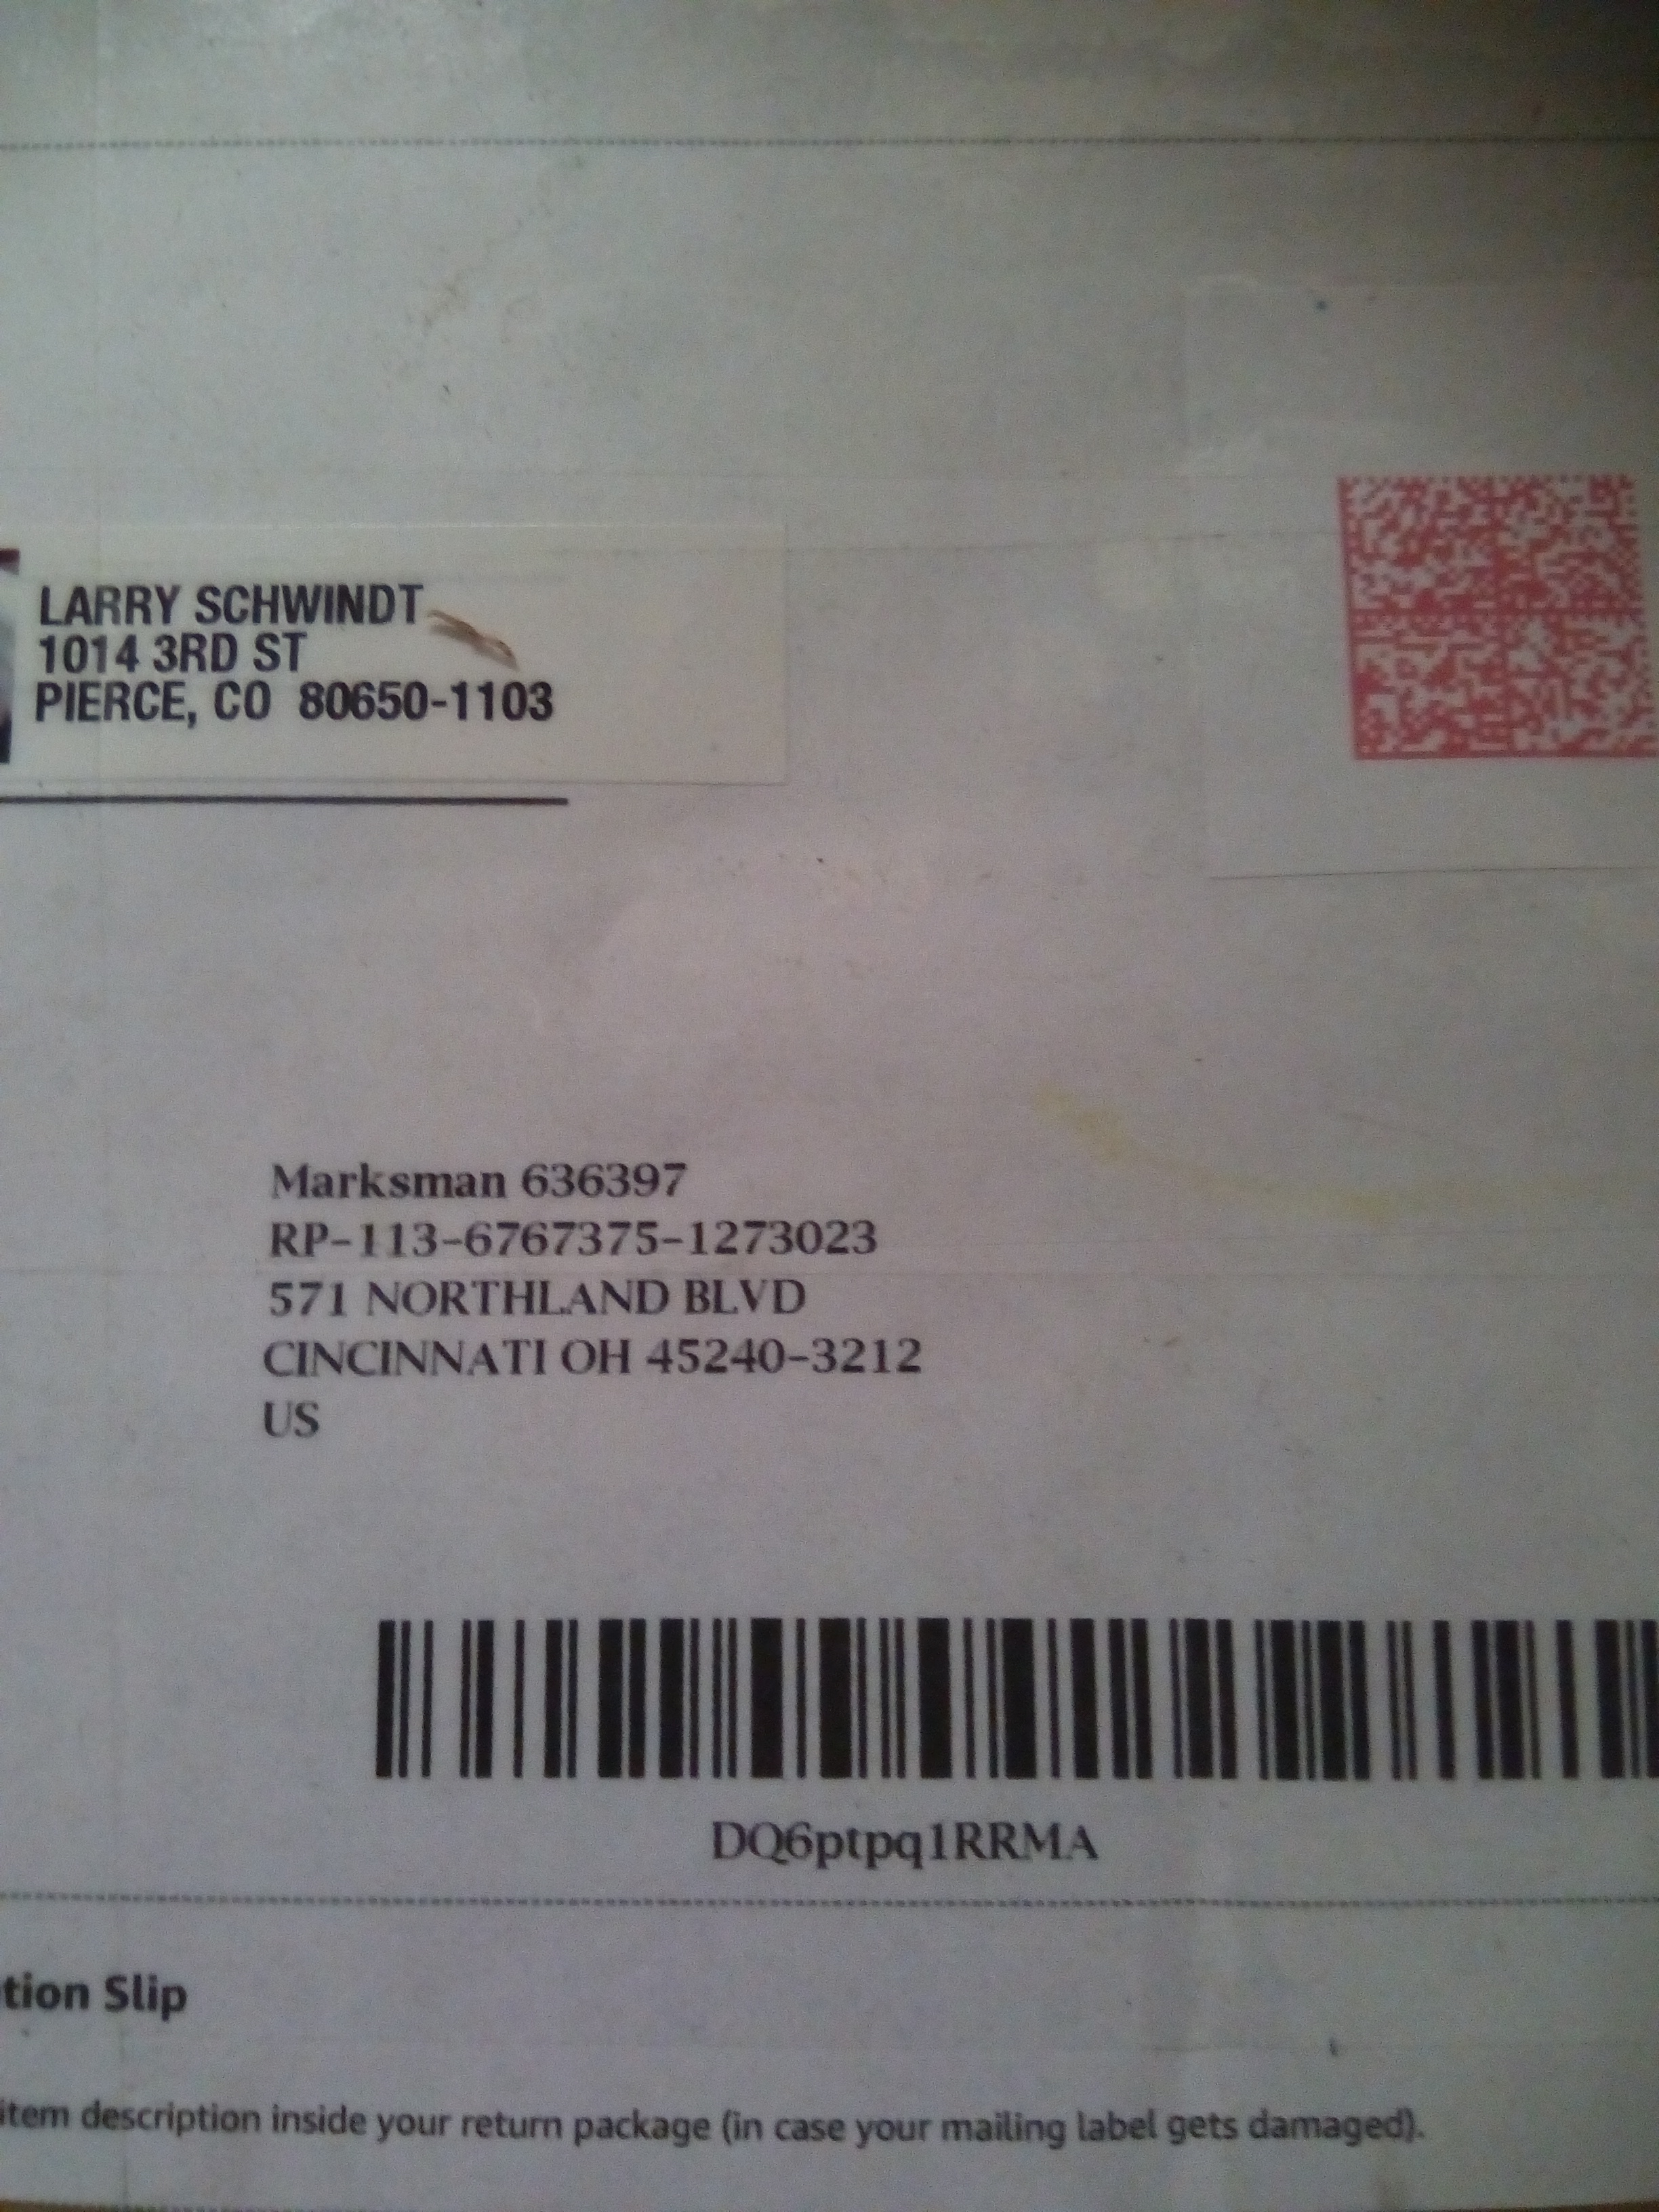 LARRY SCHWINDT
1014 3RD ST
PIERCE, CO 80650-1103
Marksman 636397
RP-113-6767375-1273023
571 NORTHLAND BLVD
CINCINNATI OH 45240-3212
US
DQ6ptpq1RRMA
tion Slip
item description inside your return package (in case your mailing label gets damaged).